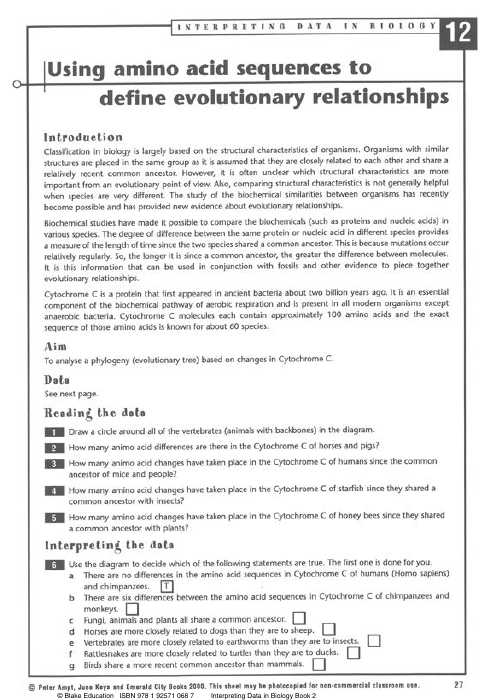 INTERPRETING DATA IN BIOLOGY
12
Using amino acid sequences to
define evolutionary relationships
Introduction
Classification in biology is largely based on the structural characteristics of organisms. Organisms with similar
structures are placed in the same group as it is assumed that they are closely related to each other and share a
relatively recent common ancestor. However, it is often unclear which structural characteristics are more
important from an evolutionary point of view. Also, comparing structural characteristics is not generally helpful
when species are very different. The study of the biochemical similarities between organisms has recently
become possible and has provided new evidence about evolutionary relationships.
Biochemical studies have made it possible to compare the biochemicals (such as proteins and nucleic acids) in
various species. The degree of difference between the same protein or nucleic acid in different species provides
a measure of the length of time since the two species shared a common ancestor. This is because mutations occur
relatively regularly. So, the longer it is since a common ancestor, the greater the difference between molecules.
It is this information that can be used in conjunction with fossils and other evidence to piece together
evolutionary relationships.
Cytochrome C is a protein that first appeared in ancient bacteria about two billion years ago. It is an essential
component of the biochemical pathway of aerobic respiration and is present in all modern organisms except
anaerobic bacteria. Cytochrome C molecules each contain approximately 100 amino acids and the exact
sequence of those amino acids is known for about 60 species.
Aim
To analyse a phylogeny (evolutionary tree) based on changes in Cytochrome C.
Data
See next page.
Reading the data
1 Draw a circle around all of the vertebrates (animals with backbones) in the diagram.
2 How many animo acid differences are there in the Cytochrome C of horses and pigs?
3 How many amino acid changes have taken place in the Cytochrome C of humans since the common
ancestor of mice and people?
4 How many amino acid changes have taken place in the Cytochrome C of starfish since they shared a
common ancestor with insects?
5 How many amino acid changes have taken place in the Cytochrome C of honey bees since they shared
a common ancestor with plants?
Interpreting the data
6 Use the diagram to decide which of the following statements are true. The first one is done for you.
a There are no differences in the amino acid sequences in Cytochrome C of humans (Homo sapiens)
and chimpanzees. T
b There are six differences between the amino acid sequences in Cytochrome C of chimpanzees and
monkeys.
c Fungi, animals and plants all share a common ancestor.
d Horses are more closely related to dogs than they are to sheep.
e Vertebrates are more closely related to earthworms than they are to insects.
f Rattlesnakes are more closely related to turtles than they are to ducks.
g Birds share a more recent common ancestor than mammals.
© Peter Ampt, June Keye and Emerald City Books 2000. This sheet may be photocopied for non-commercial classroom use. 27
© Blake Education ISBN 978 1 92571 068 7 Interpreting Data in Biology Book 2